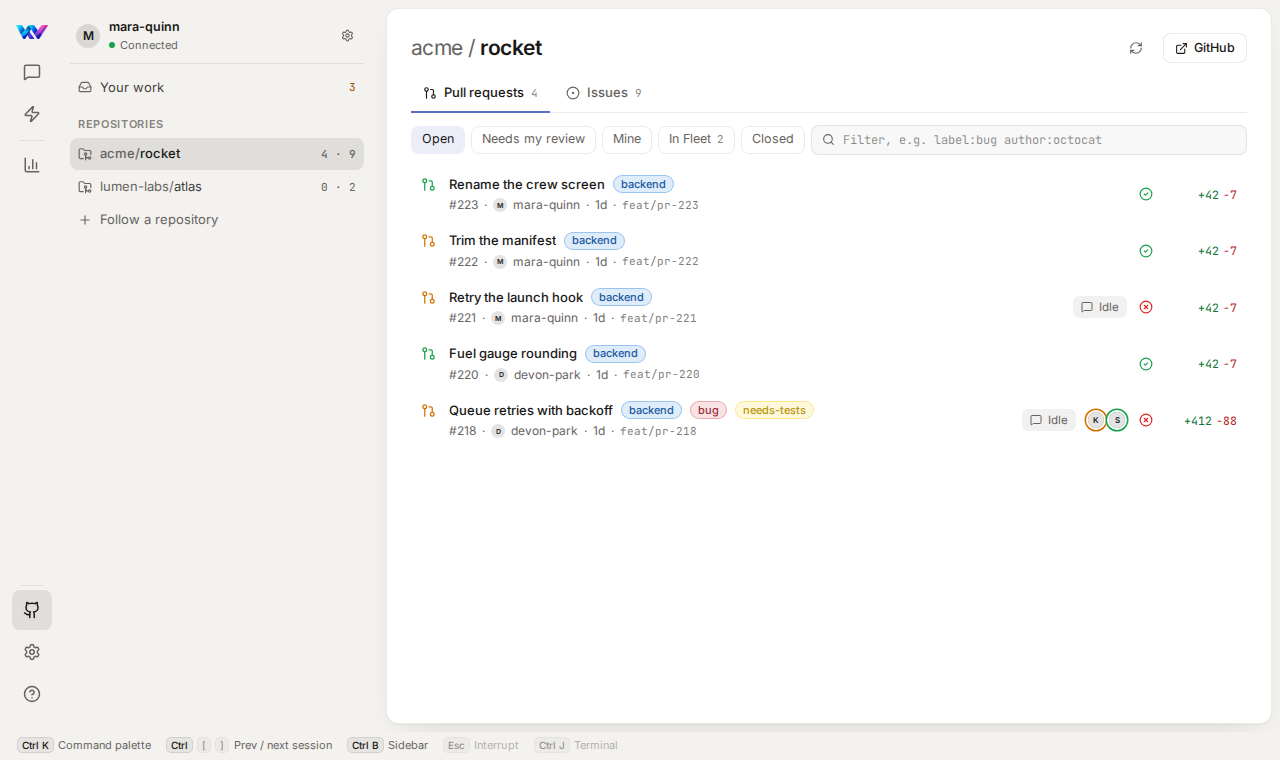 M mara-quinn
Connected
Your work 3
REPOSITORIES
acme/rocket 4 · 9
lumen-labs/atlas 0 · 2
Follow a repository
acme / rocket
GitHub
Pull requests 4 Issues 9
Open Needs my review Mine In Fleet 2 Closed Filter, e.g. label:bug author:octocat
Rename the crew screen backend
#223 · M mara-quinn · 1d · feat/pr-223
+42 -7
Trim the manifest backend
#222 · M mara-quinn · 1d · feat/pr-222
+42 -7
Retry the launch hook backend
#221 · M mara-quinn · 1d · feat/pr-221
Idle +42 -7
Fuel gauge rounding backend
#220 · D devon-park · 1d · feat/pr-220
+42 -7
Queue retries with backoff backend bug needs-tests
#218 · D devon-park · 1d · feat/pr-218
Idle K S +412 -88
Ctrl K Command palette Ctrl [ ] Prev / next session Ctrl B Sidebar Esc Interrupt Ctrl J Terminal